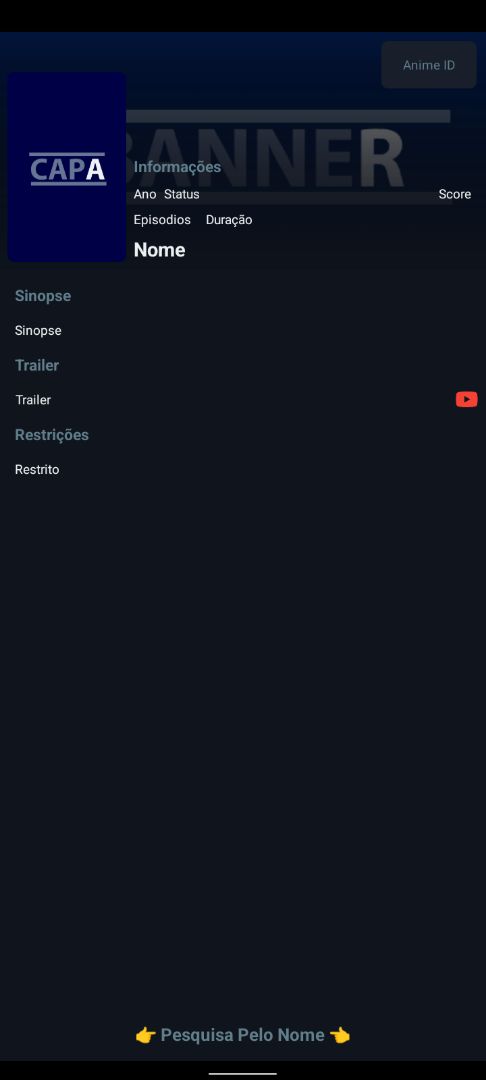 Anime ID
BANNER
CAPA
Informações
Ano Status Score
Episodios Duração
Nome
Sinopse
Sinopse
Trailer
Trailer
Restrições
Restrito
👉 Pesquisa Pelo Nome 👈